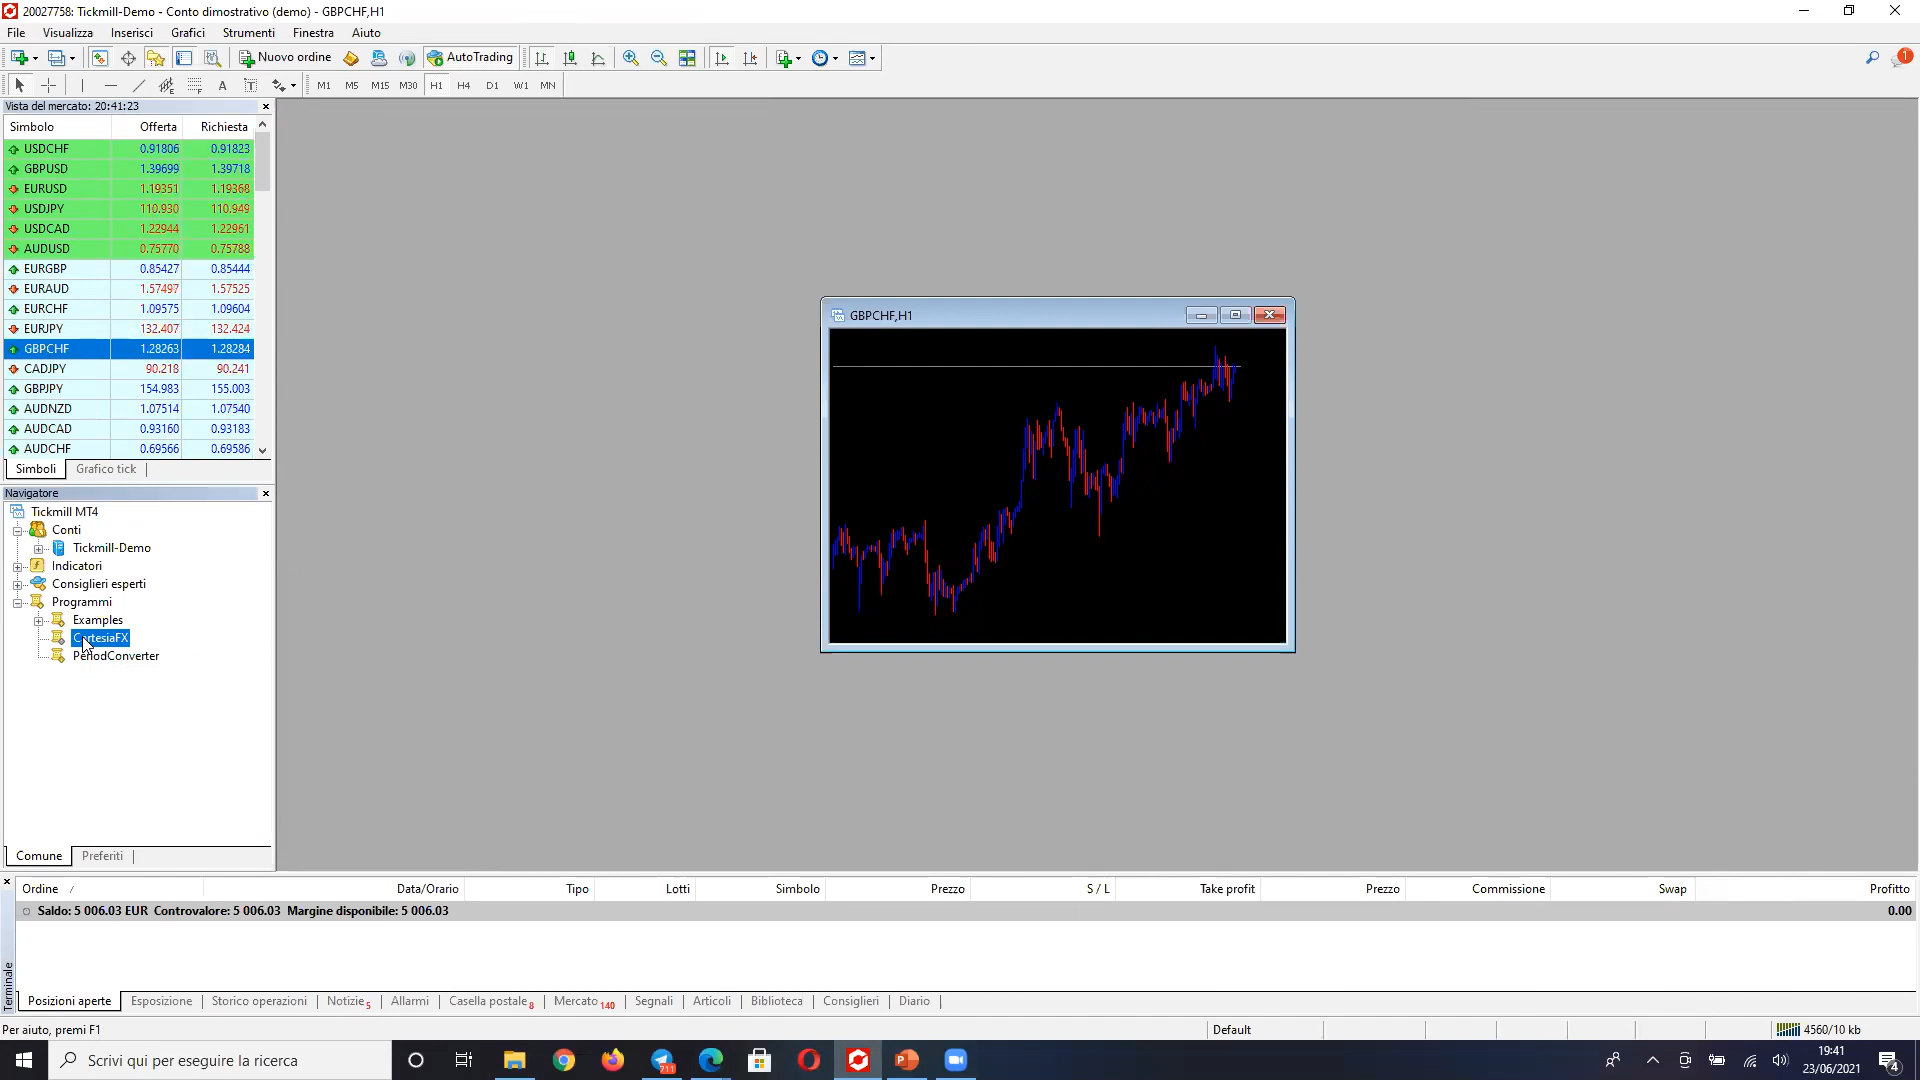 20027758: Tickmill-Demo - Conto dimostrativo (demo) - GBPCHF,H1
File Visualizza Inserisci Grafici Strumenti Finestra Aiuto
Nuovo ordine AutoTrading 1
A T M1 M5 M15 M30 H1 H4 D1 W1 MN
Vista del mercato: 20:41:23
Simbolo Offerta Richiesta
USDCHF 0.91806 0.91823
GBPUSD 1.39699 1.39718
EURUSD 1.19351 1.19368
USDJPY 110.930 110.949
USDCAD 1.22944 1.22961
AUDUSD 0.75770 0.75788
EURGBP 0.85427 0.85444
EURAUD 1.57497 1.57525
EURCHF 1.09575 1.09604
EURJPY 132.407 132.424
GBPCHF 1.28263 1.28284
CADJPY 90.218 90.241
GBPJPY 154.983 155.003
AUDNZD 1.07514 1.07540
AUDCAD 0.93160 0.93183
AUDCHF 0.69566 0.69586
Simboli Grafico tick
GBPCHF,H1
Navigatore
Tickmill MT4
Conti
Tickmill-Demo
Indicatori
Consiglieri esperti
Programmi
Examples
CortesiaFX
PeriodConverter
Comune Preferiti
Ordine / Data/Orario Tipo Lotti Simbolo Prezzo S / L Take profit Prezzo Commissione Swap Profitto
Saldo: 5 006.03 EUR Controvalore: 5 006.03 Margine disponibile: 5 006.03 0.00
Terminale
Posizioni aperte Esposizione Storico operazioni Notizie 5 Allarmi Casella postale 8 Mercato 140 Segnali Articoli Biblioteca Consiglieri Diario
Per aiuto, premi F1 Default 4560/10 kb
Scrivi qui per eseguire la ricerca 711 19:41
23/06/2021 4